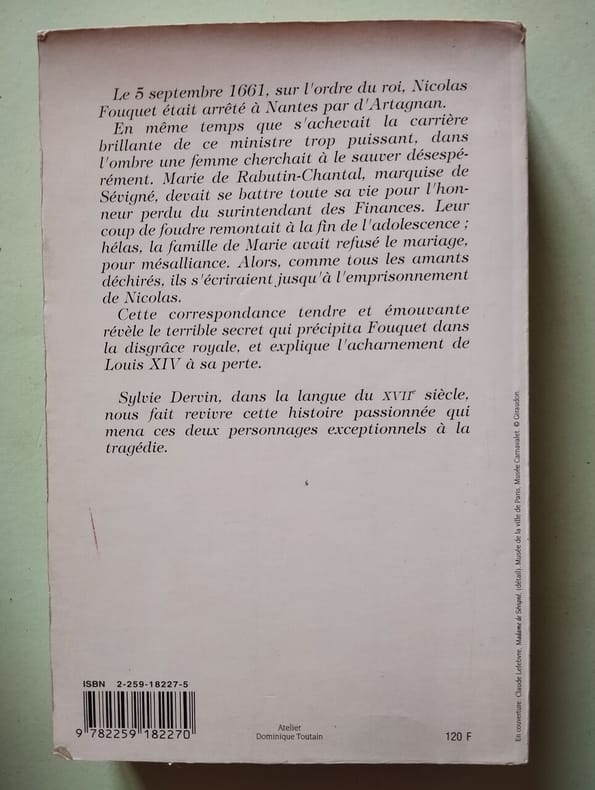 Le 5 septembre 1661, sur l'ordre du roi, Nicolas
Fouquet était arrêté à Nantes par d'Artagnan.
En même temps que s'achevait la carrière
brillante de ce ministre trop puissant, dans
l'ombre une femme cherchait à le sauver désespé-
rément. Marie de Rabutin-Chantal, marquise de
Sévigné, devait se battre toute sa vie pour l'hon-
neur perdu du surintendant des Finances. Leur
coup de foudre remontait à la fin de l'adolescence ;
hélas, la famille de Marie avait refusé le mariage,
pour mésalliance. Alors, comme tous les amants
déchirés, ils s'écriraient jusqu'à l'emprisonnement
de Nicolas.
Cette correspondance tendre et émouvante
révèle le terrible secret qui précipita Fouquet dans
la disgrâce royale, et explique l'acharnement de
Louis XIV à sa perte.
Sylvie Dervin, dans la langue du XVIIe siècle,
nous fait revivre cette histoire passionnée qui
mena ces deux personnages exceptionnels à la
tragédie.
ISBN 2-259-18227-5
9 782259 182270
Atelier
Dominique Toutain
120 F
En couverture : Claude Lefebvre, Madame de Sévigné, (détail). Musée de la ville de Paris, Musée Carnavalet. © Giraudon.